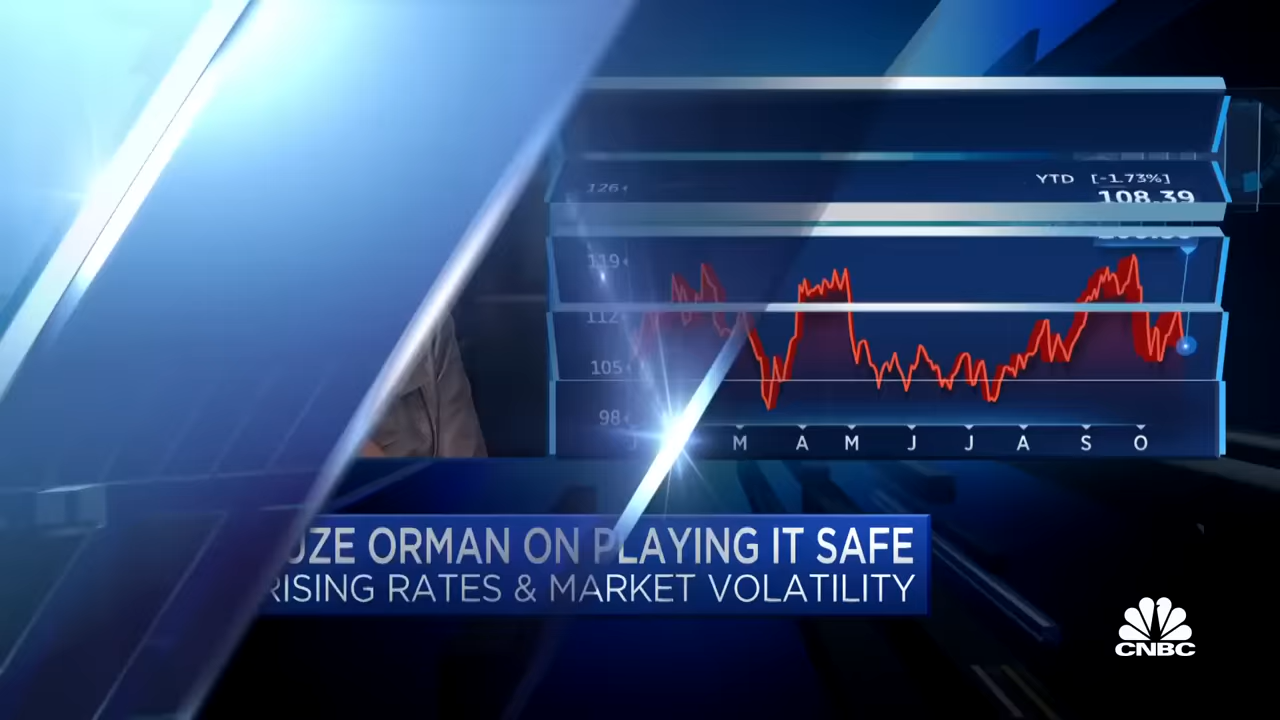 YTD [-1.73%]
108.39
126
119
112
105
98
J M A M J J A S O
UZE ORMAN ON PLAYING IT SAFE
RISING RATES & MARKET VOLATILITY
CNBC